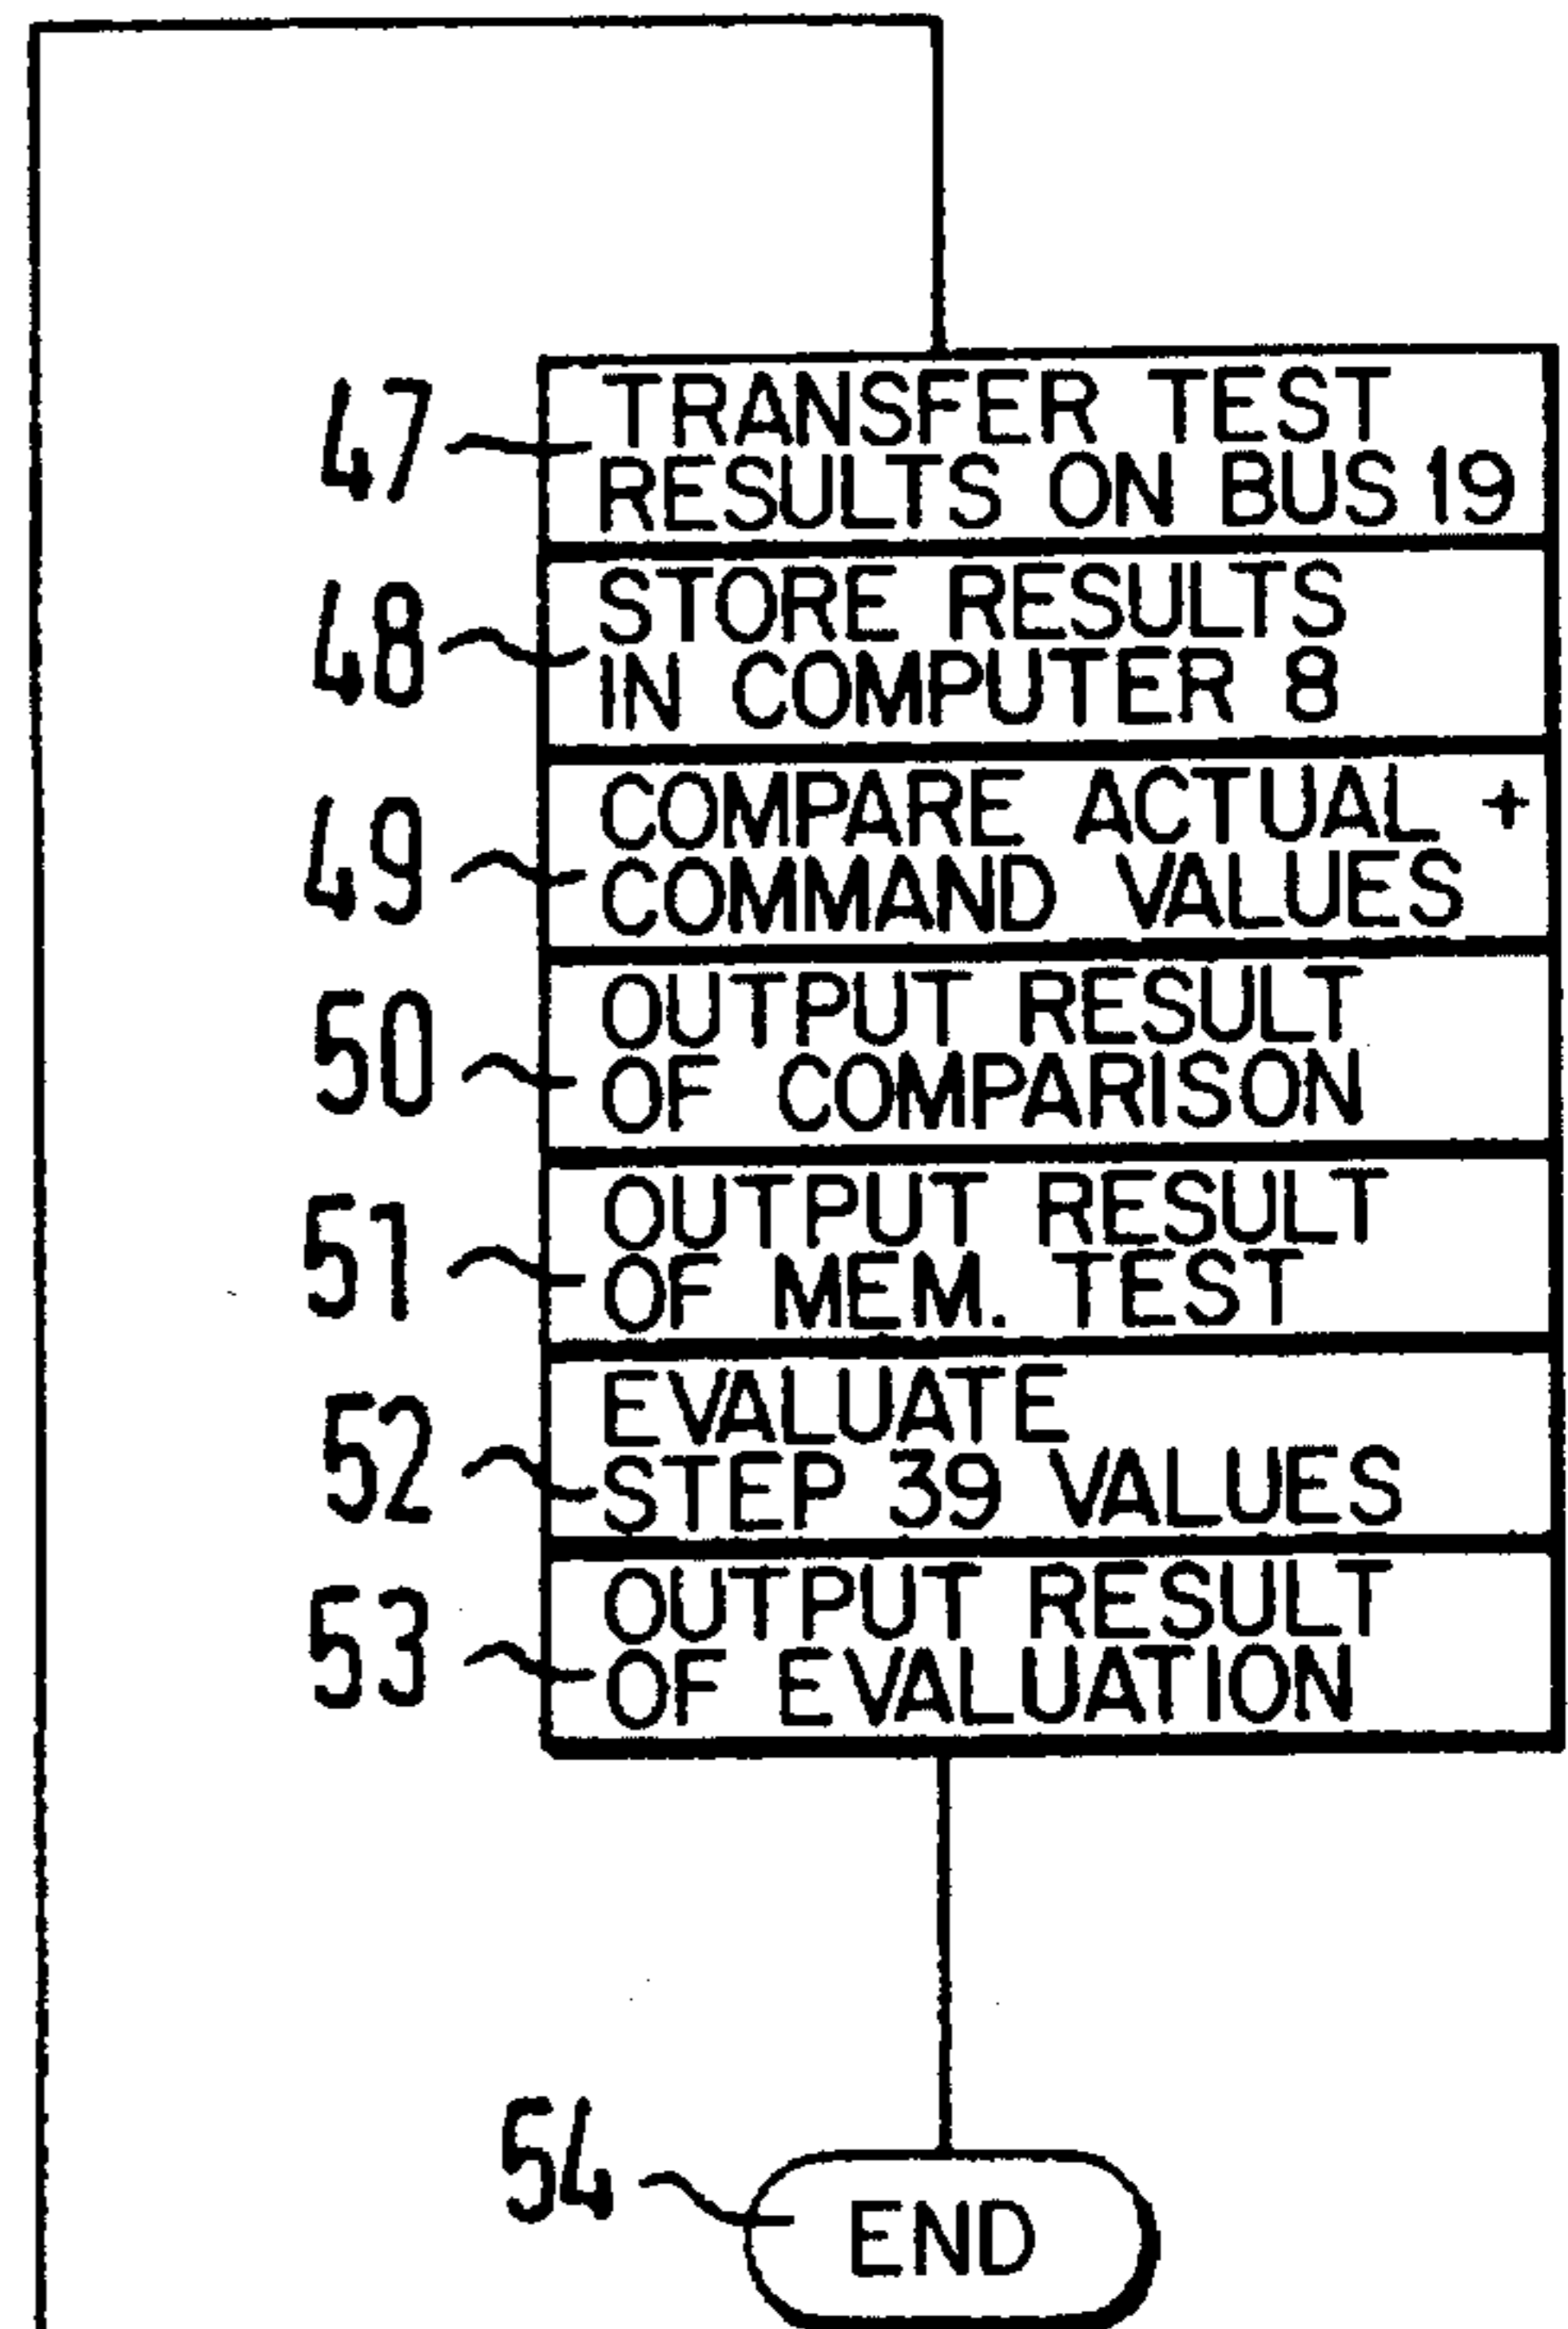 47 TRANSFER TEST
RESULTS ON BUS 19
48 STORE RESULTS
IN COMPUTER 8
49 COMPARE ACTUAL +
COMMAND VALUES
50 OUTPUT RESULT
OF COMPARISON
51 OUTPUT RESULT
OF MEM. TEST
52 EVALUATE
STEP 39 VALUES
53 OUTPUT RESULT
OF EVALUATION
54 END